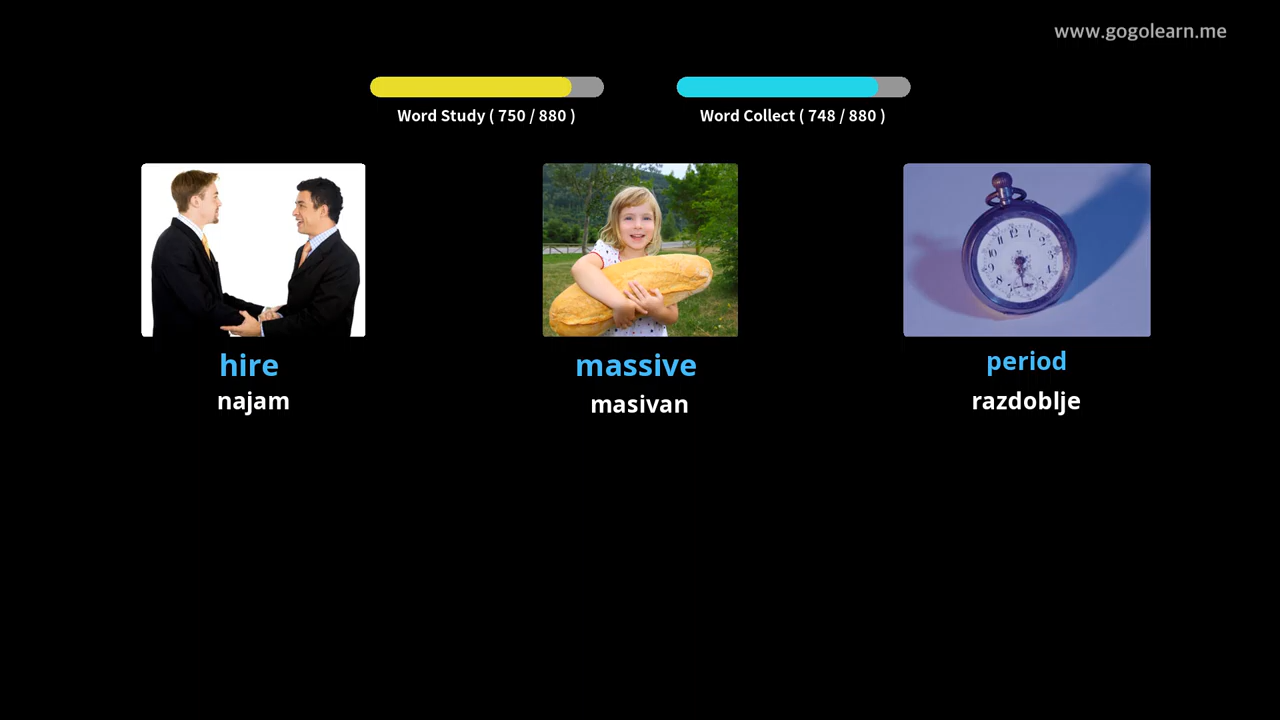 www.gogolearn.me
Word Study ( 750 / 880 )
Word Collect ( 748 / 880 )
hire
najam
massive
masivan
period
razdoblje